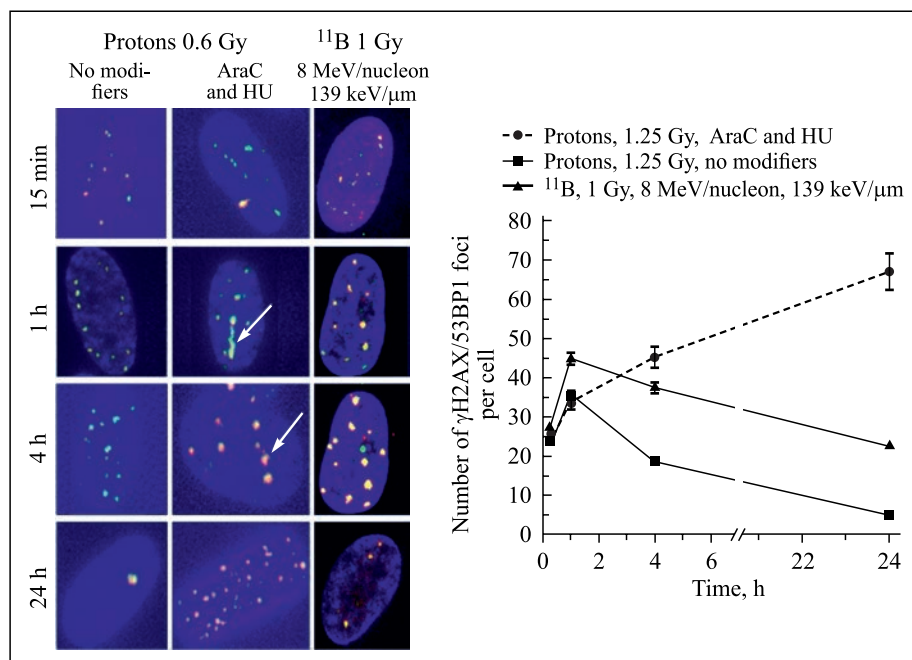 Protons 0.6 Gy
¹¹B 1 Gy
No modi-
fiers
AraC
and HU
8 MeV/nucleon
139 keV/μm
15 min
1 h
4 h
24 h
Protons, 1.25 Gy, AraC and HU
Protons, 1.25 Gy, no modifiers
¹¹B, 1 Gy, 8 MeV/nucleon, 139 keV/μm
Number of γH2AX/53BP1 foci
per cell
80
70
60
50
40
30
20
10
0
0 2 4 6 22 24
Time, h